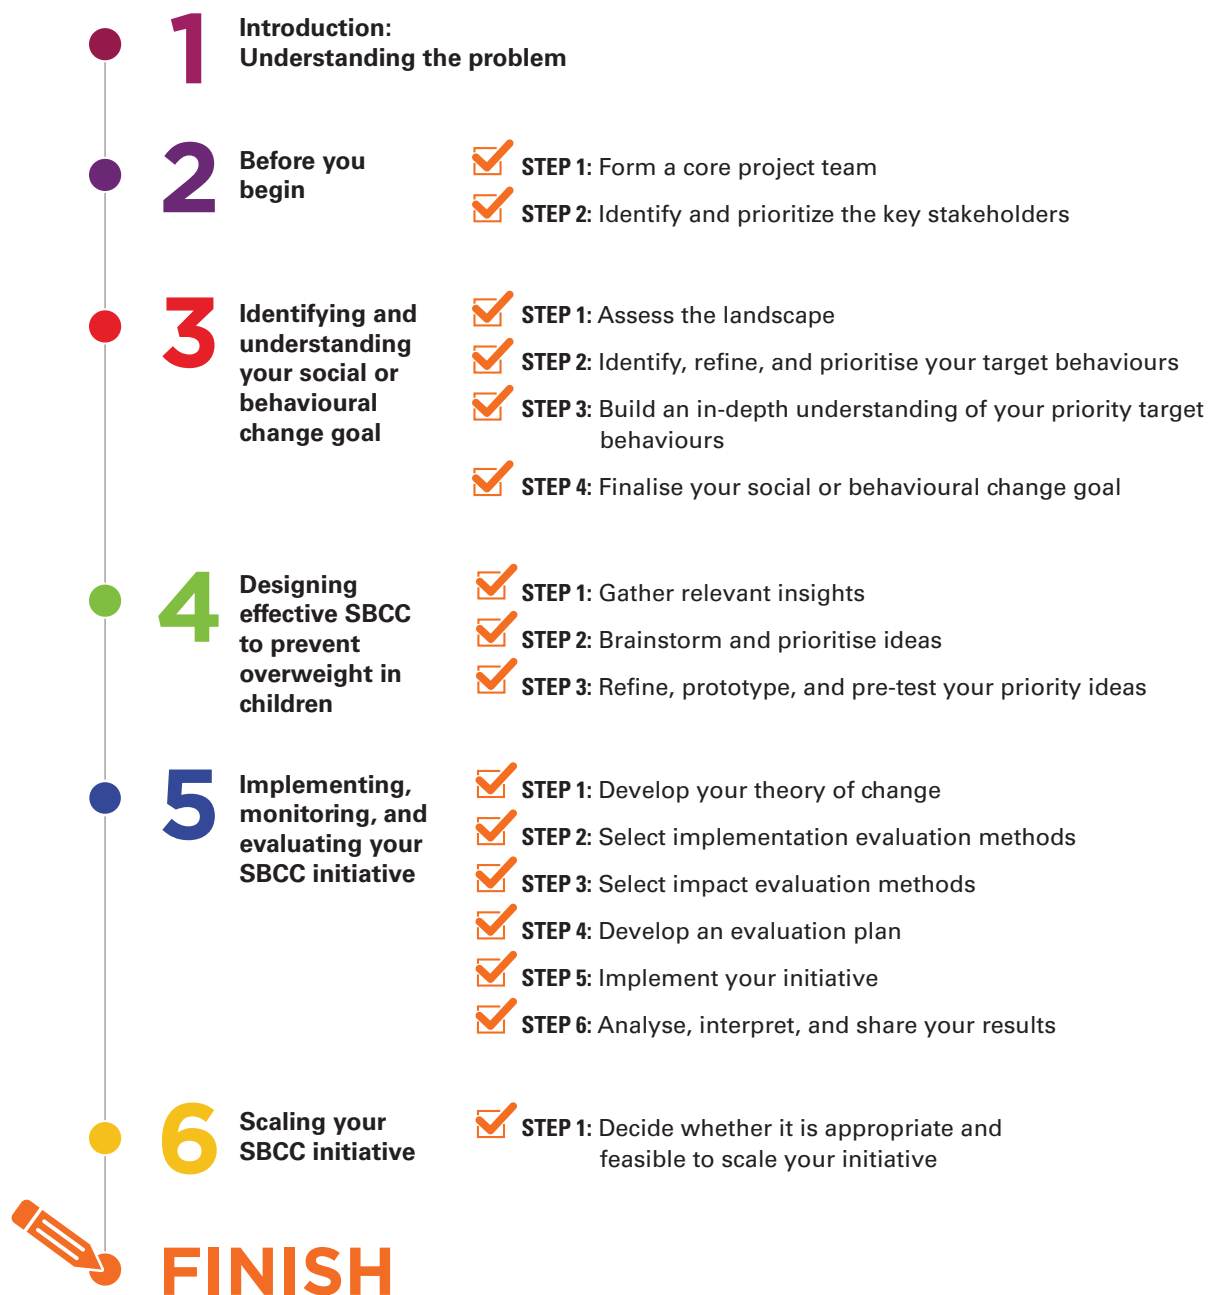 1
Introduction:
Understanding the problem
2
Before you
begin
STEP 1: Form a core project team
STEP 2: Identify and prioritize the key stakeholders
3
Identifying and
understanding
your social or
behavioural
change goal
STEP 1: Assess the landscape
STEP 2: Identify, refine, and prioritise your target behaviours
STEP 3: Build an in-depth understanding of your priority target
behaviours
STEP 4: Finalise your social or behavioural change goal
4
Designing
effective SBCC
to prevent
overweight in
children
STEP 1: Gather relevant insights
STEP 2: Brainstorm and prioritise ideas
STEP 3: Refine, prototype, and pre-test your priority ideas
5
Implementing,
monitoring, and
evaluating your
SBCC initiative
STEP 1: Develop your theory of change
STEP 2: Select implementation evaluation methods
STEP 3: Select impact evaluation methods
STEP 4: Develop an evaluation plan
STEP 5: Implement your initiative
STEP 6: Analyse, interpret, and share your results
6
Scaling your
SBCC initiative
STEP 1: Decide whether it is appropriate and
feasible to scale your initiative
FINISH